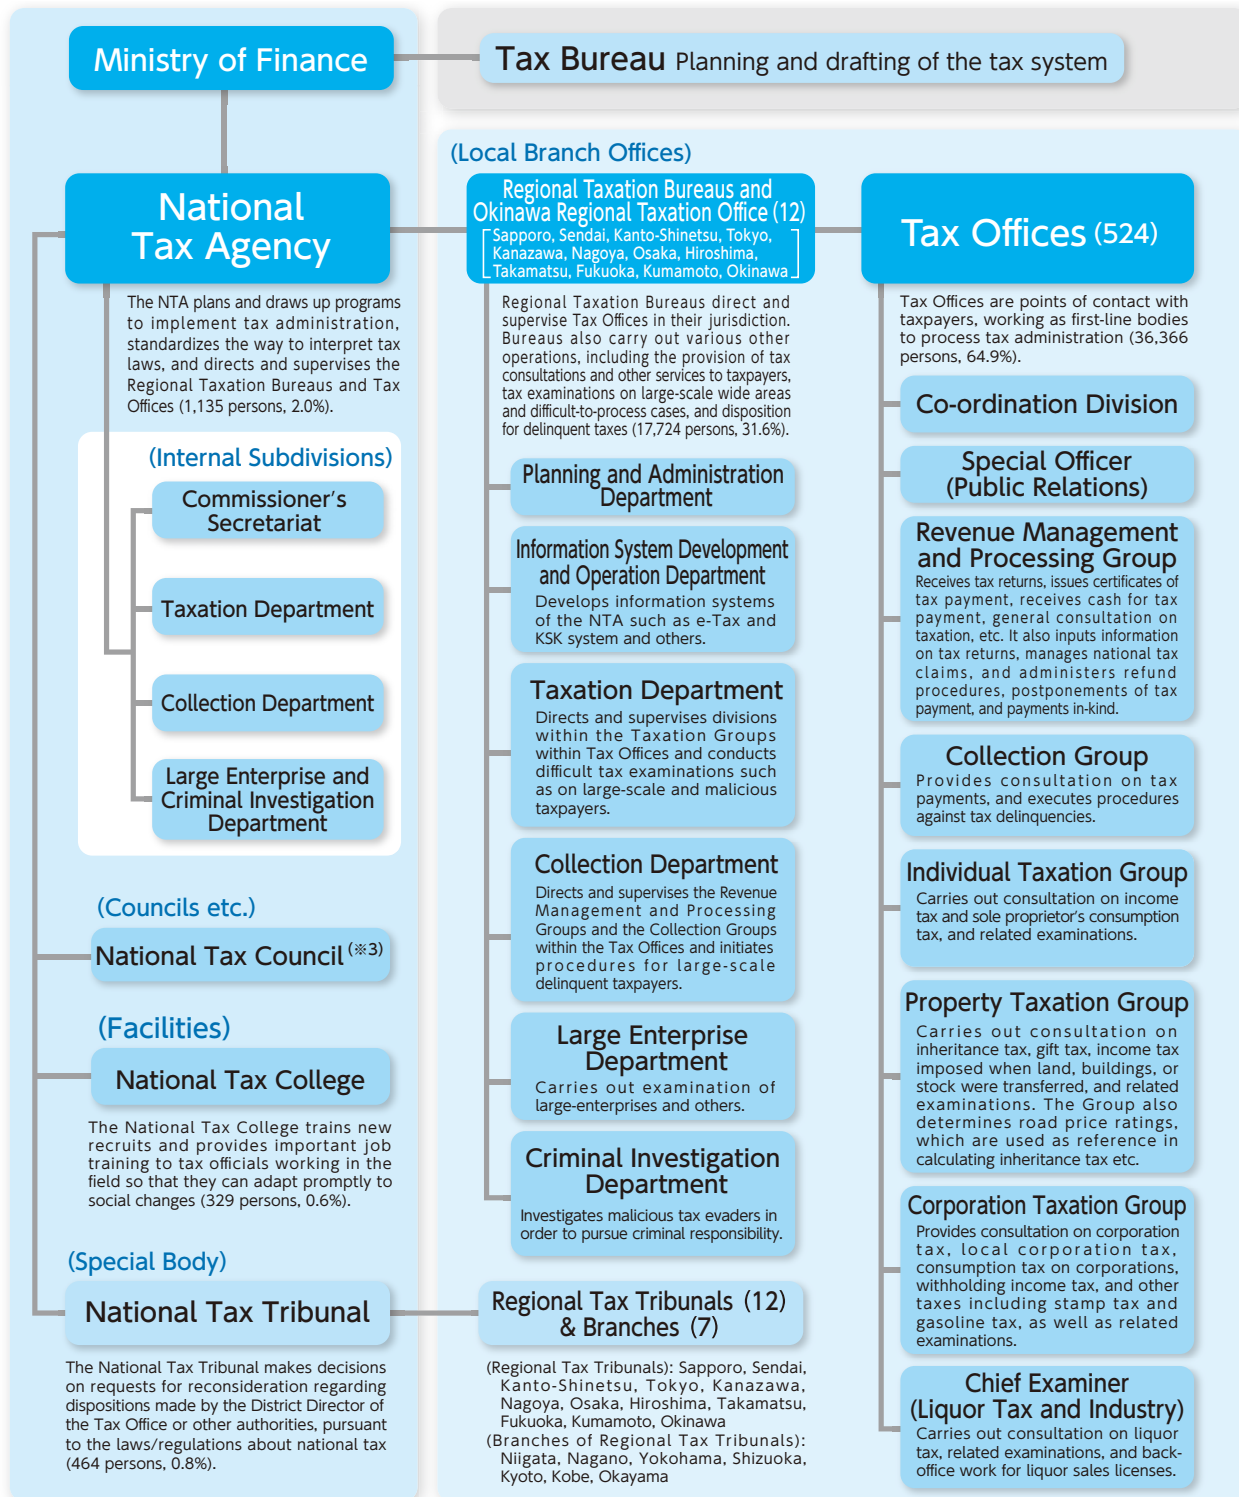 Ministry of Finance
Tax Bureau Planning and drafting of the tax system
National
Tax Agency
The NTA plans and draws up programs
to implement tax administration,
standardizes the way to interpret tax
laws, and directs and supervises the
Regional Taxation Bureaus and Tax
Offices (1,135 persons, 2.0%).
(Internal Subdivisions)
Commissioner's
Secretariat
Taxation Department
Collection Department
Large Enterprise and
Criminal Investigation
Department
(Councils etc.)
National Tax Council (※3)
(Facilities)
National Tax College
The National Tax College trains new
recruits and provides important job
training to tax officials working in the
field so that they can adapt promptly to
social changes (329 persons, 0.6%).
(Special Body)
National Tax Tribunal
The National Tax Tribunal makes decisions
on requests for reconsideration regarding
dispositions made by the District Director of
the Tax Office or other authorities, pursuant
to the laws/regulations about national tax
(464 persons, 0.8%).
(Local Branch Offices)
Regional Taxation Bureaus and
Okinawa Regional Taxation Office (12)
[Sapporo, Sendai, Kanto-Shinetsu, Tokyo,
Kanazawa, Nagoya, Osaka, Hiroshima,
Takamatsu, Fukuoka, Kumamoto, Okinawa]
Regional Taxation Bureaus direct and
supervise Tax Offices in their jurisdiction.
Bureaus also carry out various other
operations, including the provision of tax
consultations and other services to taxpayers,
tax examinations on large-scale wide areas
and difficult-to-process cases, and disposition
for delinquent taxes (17,724 persons, 31.6%).
Planning and Administration
Department
Information System Development
and Operation Department
Develops information systems
of the NTA such as e-Tax and
KSK system and others.
Taxation Department
Directs and supervises divisions
within the Taxation Groups
within Tax Offices and conducts
difficult tax examinations such
as on large-scale and malicious
taxpayers.
Collection Department
Directs and supervises the Revenue
Management and Processing
Groups and the Collection Groups
within the Tax Offices and initiates
procedures for large-scale
delinquent taxpayers.
Large Enterprise
Department
Carries out examination of
large-enterprises and others.
Criminal Investigation
Department
Investigates malicious tax evaders in
order to pursue criminal responsibility.
Regional Tax Tribunals (12)
& Branches (7)
(Regional Tax Tribunals): Sapporo, Sendai,
Kanto-Shinetsu, Tokyo, Kanazawa,
Nagoya, Osaka, Hiroshima, Takamatsu,
Fukuoka, Kumamoto, Okinawa
(Branches of Regional Tax Tribunals):
Niigata, Nagano, Yokohama, Shizuoka,
Kyoto, Kobe, Okayama
Tax Offices (524)
Tax Offices are points of contact with
taxpayers, working as first-line bodies
to process tax administration (36,366
persons, 64.9%).
Co-ordination Division
Special Officer
(Public Relations)
Revenue Management
and Processing Group
Receives tax returns, issues certificates of
tax payment, receives cash for tax
payment, general consultation on
taxation, etc. It also inputs information
on tax returns, manages national tax
claims, and administers refund
procedures, postponements of tax
payment, and payments in-kind.
Collection Group
Provides consultation on tax
payments, and executes procedures
against tax delinquencies.
Individual Taxation Group
Carries out consultation on income
tax and sole proprietor's consumption
tax, and related examinations.
Property Taxation Group
Carries out consultation on
inheritance tax, gift tax, income tax
imposed when land, buildings, or
stock were transferred, and related
examinations. The Group also
determines road price ratings,
which are used as reference in
calculating inheritance tax etc.
Corporation Taxation Group
Provides consultation on corporation
tax, local corporation tax,
consumption tax on corporations,
withholding income tax, and other
taxes including stamp tax and
gasoline tax, as well as related
examinations.
Chief Examiner
(Liquor Tax and Industry)
Carries out consultation on liquor
tax, related examinations, and back-
office work for liquor sales licenses.